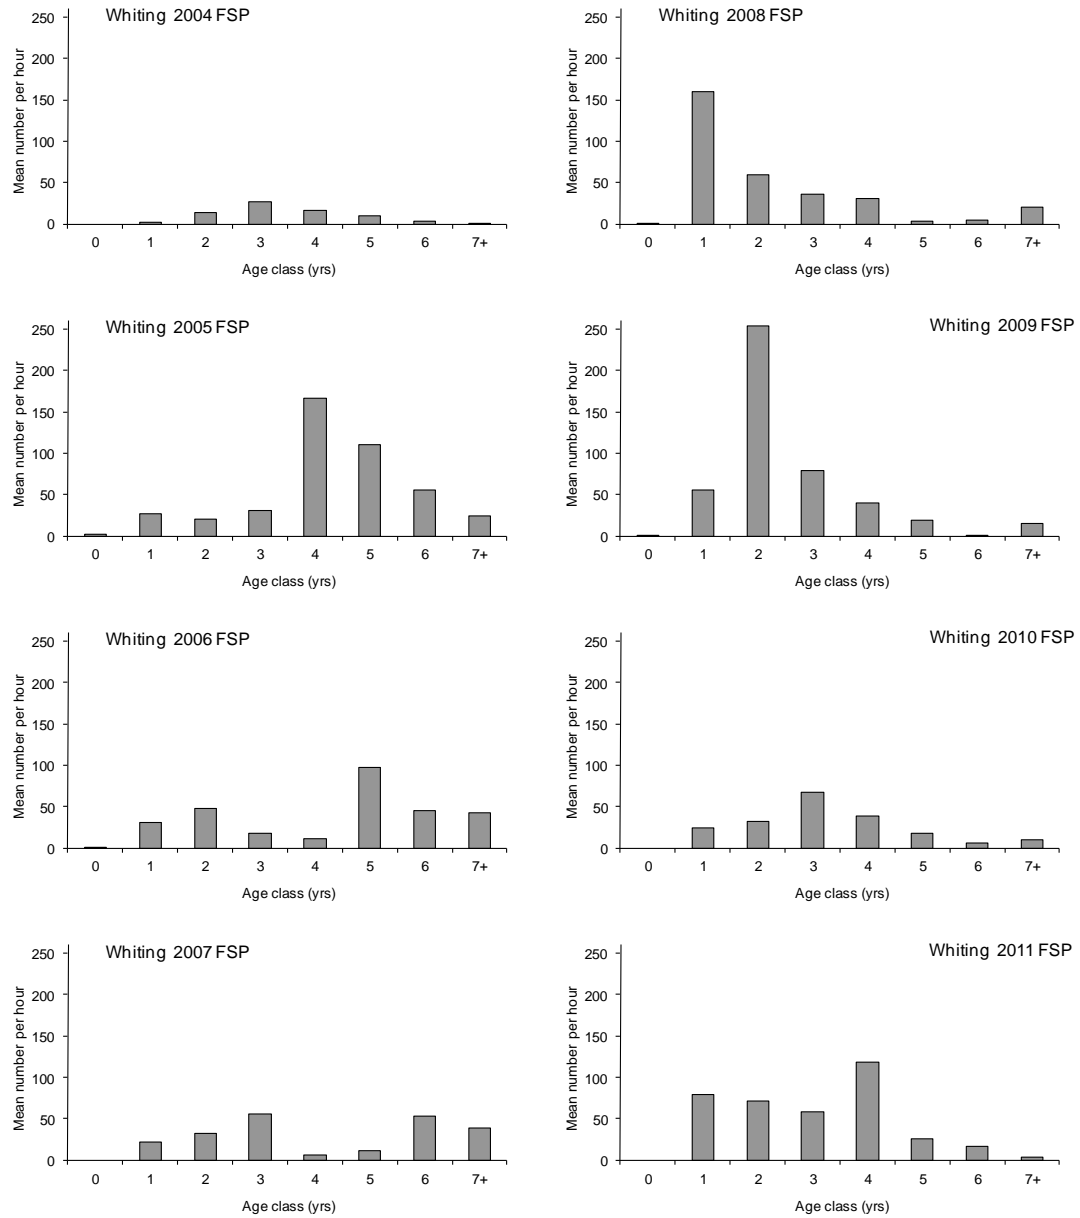 Whiting 2004 FSP
Mean number per hour
250
200
150
100
50
0
0 1 2 3 4 5 6 7+
Age class (yrs)
Whiting 2008 FSP
Mean number per hour
250
200
150
100
50
0
0 1 2 3 4 5 6 7+
Age class (yrs)
Whiting 2005 FSP
Mean number per hour
250
200
150
100
50
0
0 1 2 3 4 5 6 7+
Age class (yrs)
Whiting 2009 FSP
Mean number per hour
250
200
150
100
50
0
0 1 2 3 4 5 6 7+
Age class (yrs)
Whiting 2006 FSP
Mean number per hour
250
200
150
100
50
0
0 1 2 3 4 5 6 7+
Age class (yrs)
Whiting 2010 FSP
Mean number per hour
250
200
150
100
50
0
0 1 2 3 4 5 6 7+
Age class (yrs)
Whiting 2007 FSP
Mean number per hour
250
200
150
100
50
0
0 1 2 3 4 5 6 7+
Age class (yrs)
Whiting 2011 FSP
Mean number per hour
250
200
150
100
50
0
0 1 2 3 4 5 6 7+
Age class (yrs)